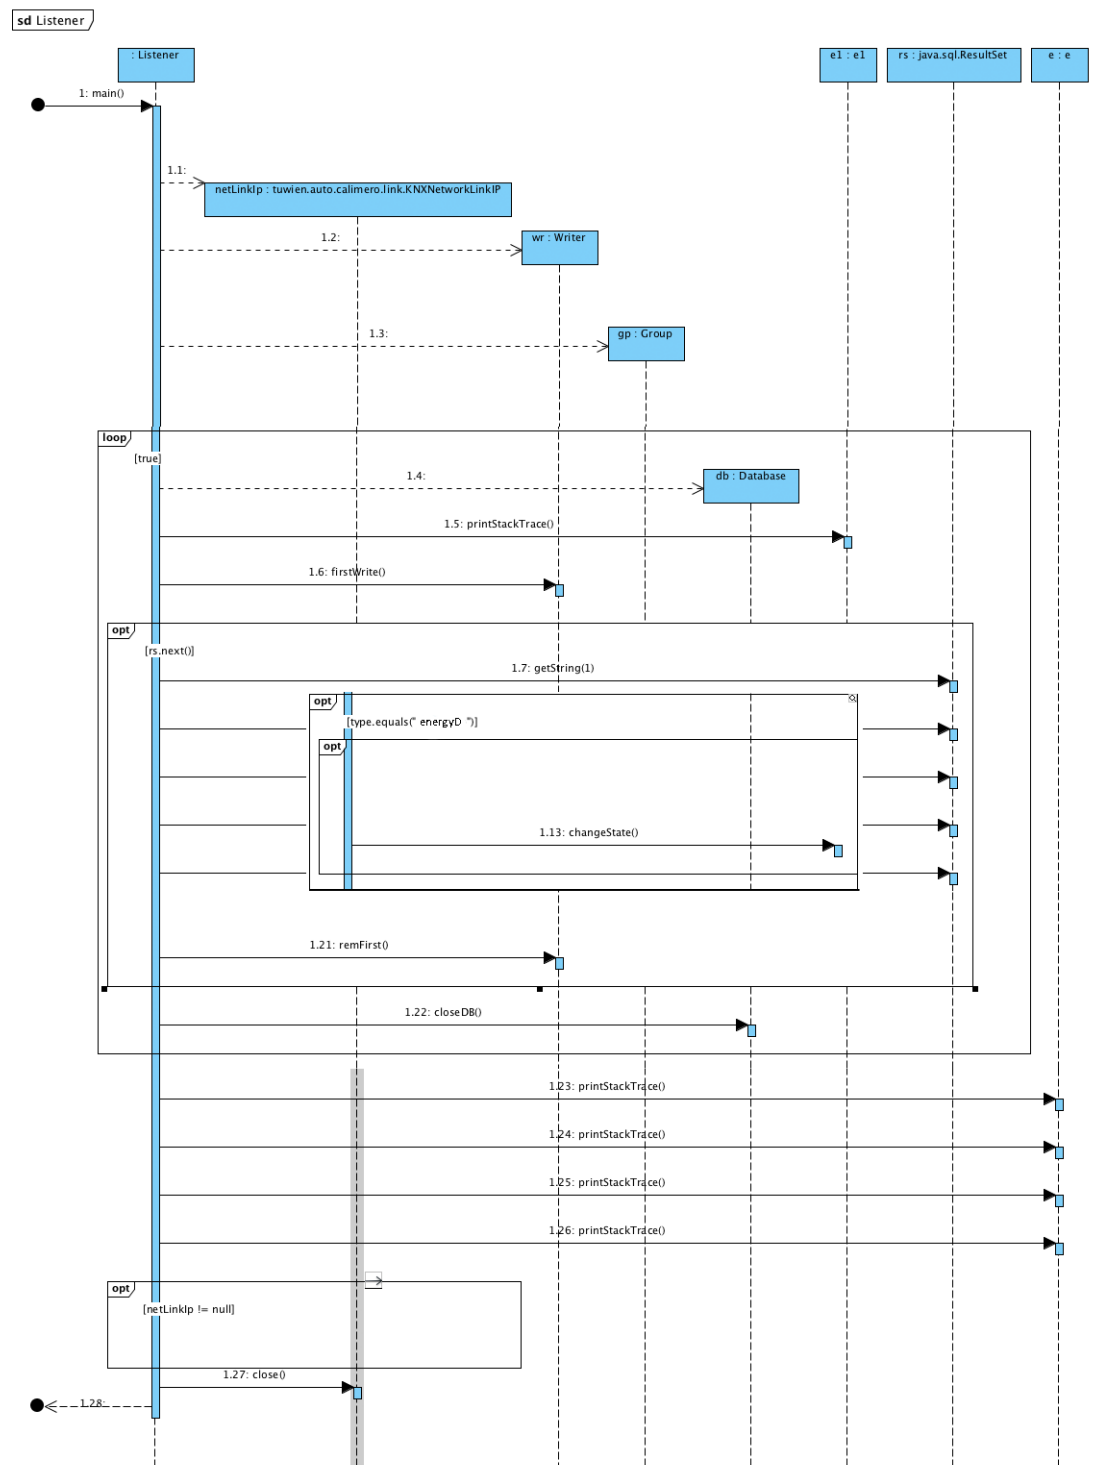 sd Listener
: Listener
e1 : e1
rs : java.sql.ResultSet
e : e
1: main()
1.1:
netLinkIp : tuwien.auto.calimero.link.KNXNetworkLinkIP
1.2:
wr : Writer
1.3:
gp : Group
loop
[true]
1.4:
db : Database
1.5: printStackTrace()
1.6: firstWrite()
opt
[rs.next()]
1.7: getString(1)
opt
[type.equals(" energyD ")]
opt
1.13: changeState()
1.21: remFirst()
1.22: closeDB()
1.23: printStackTrace()
1.24: printStackTrace()
1.25: printStackTrace()
1.26: printStackTrace()
opt
[netLinkIp != null]
1.27: close()
1.28: